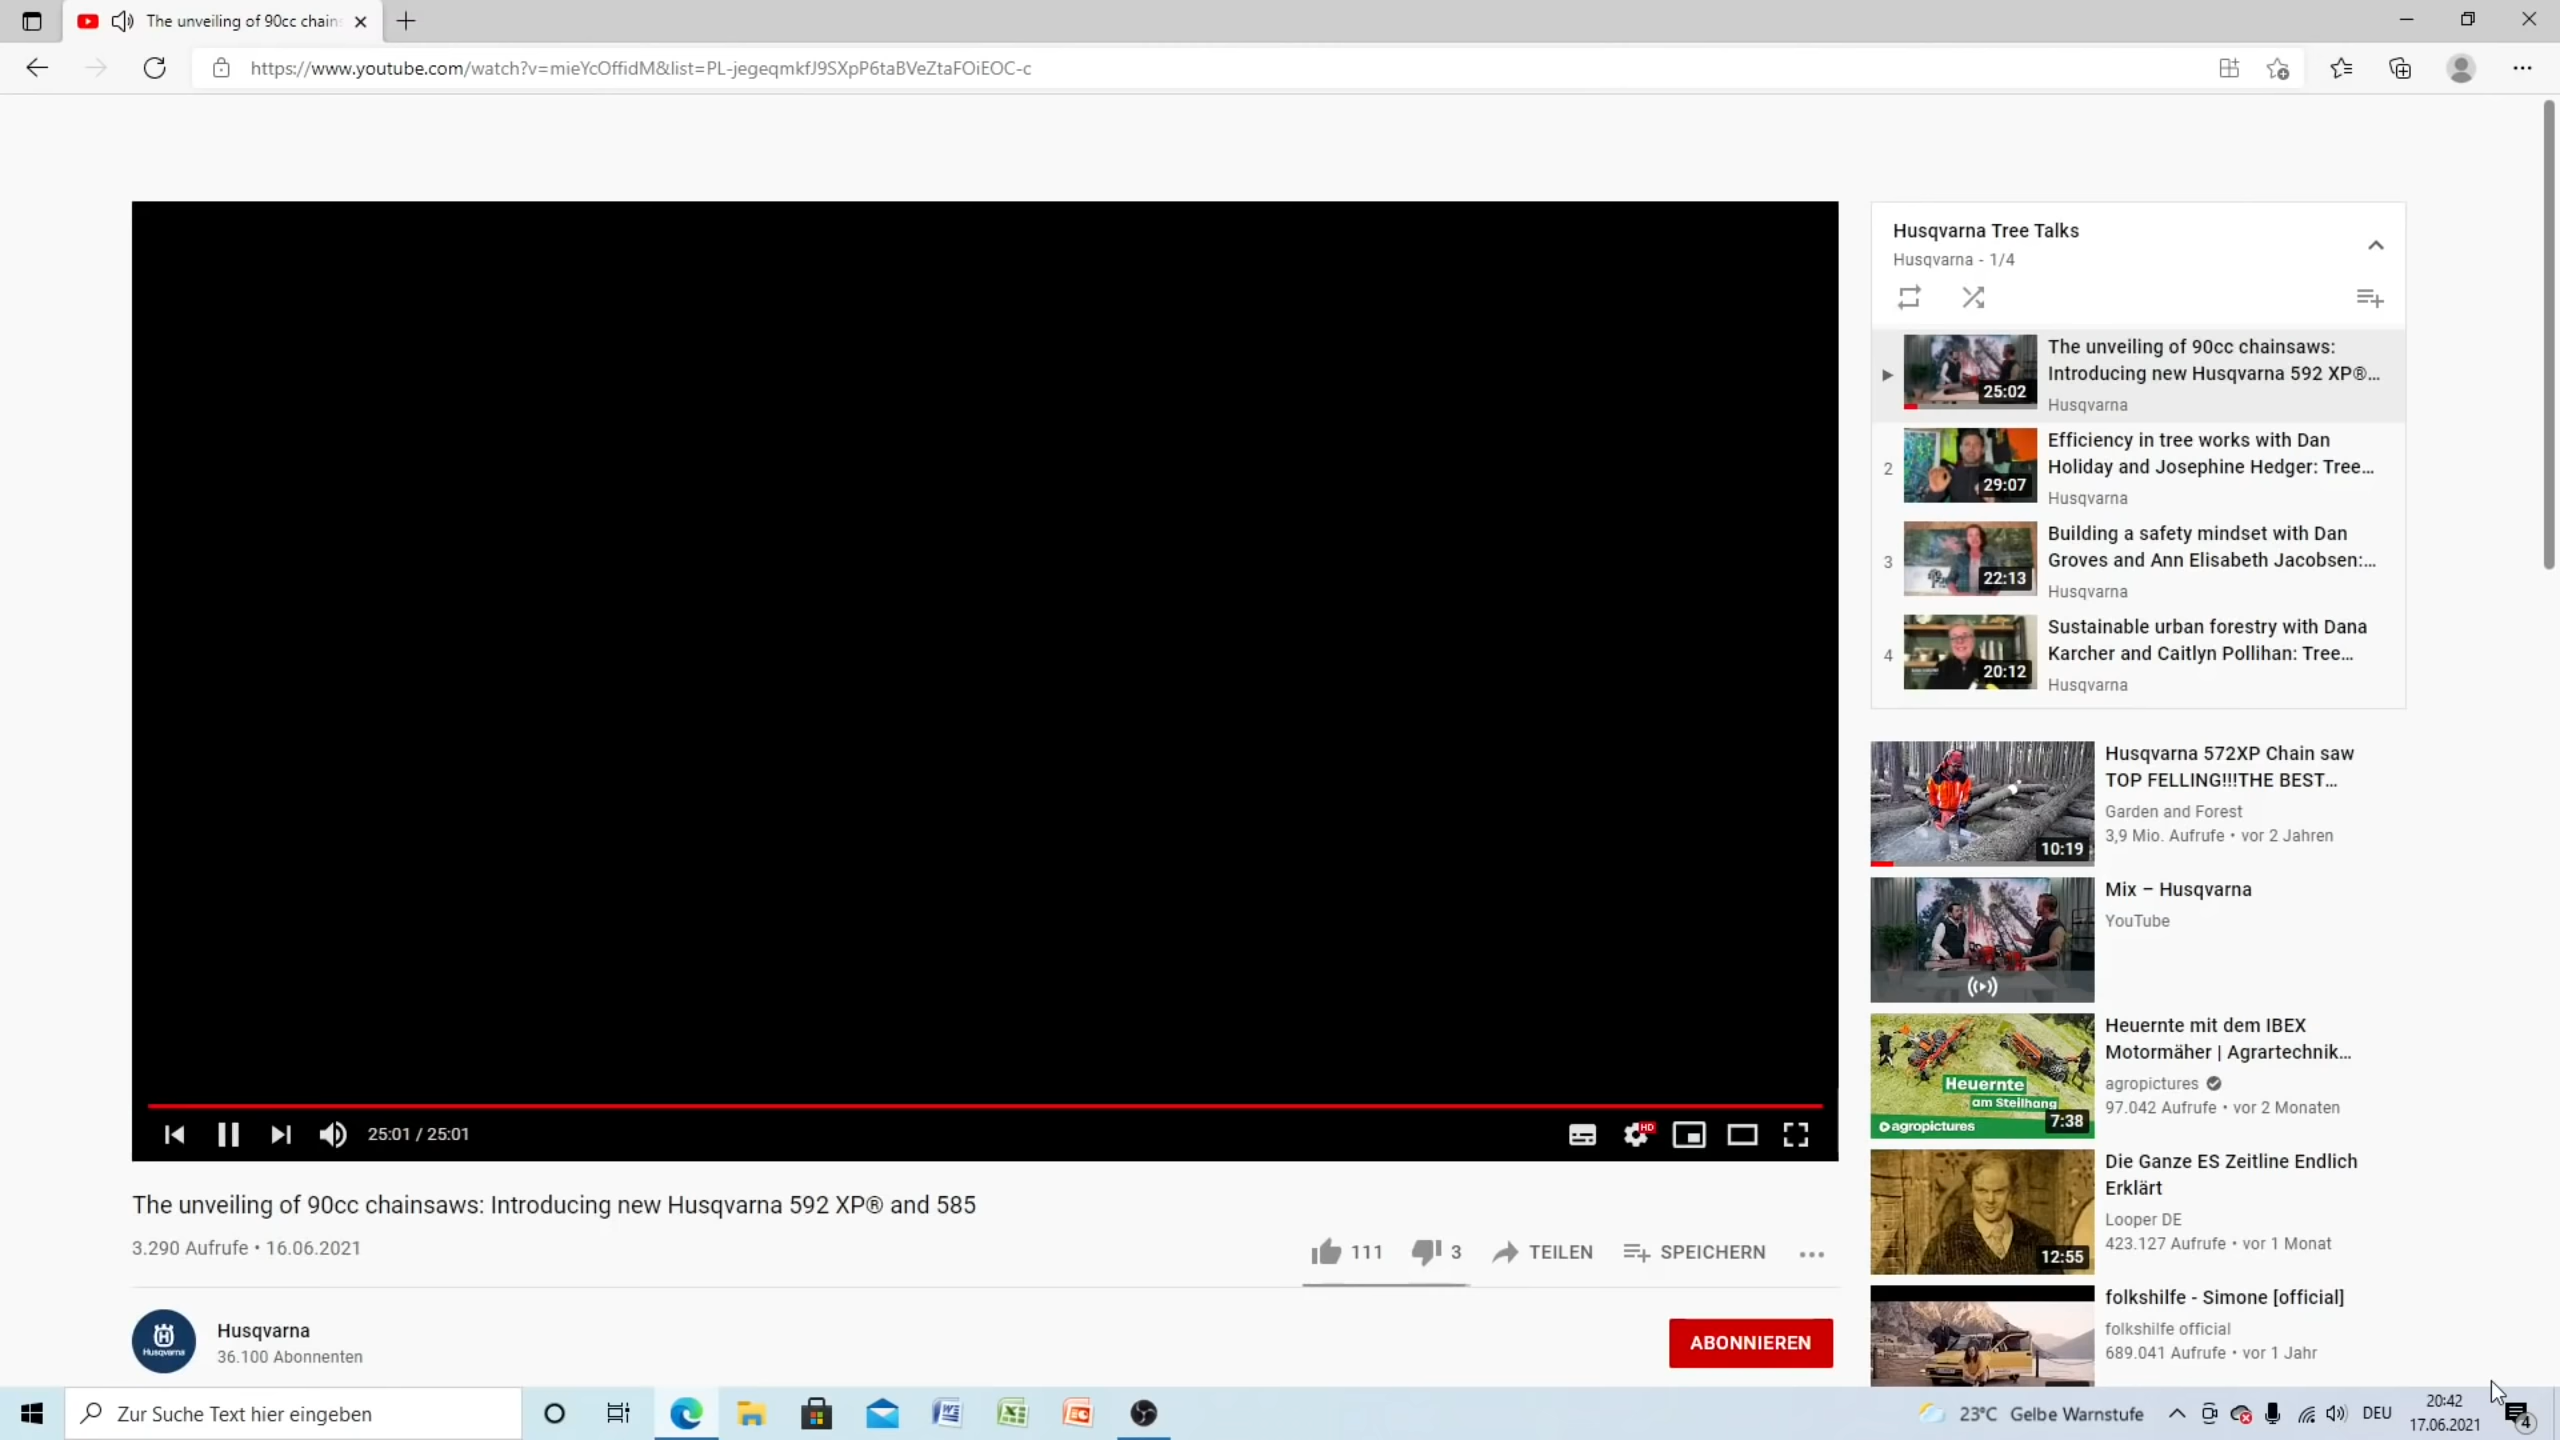 The unveiling of 90cc chain
https://www.youtube.com/watch?v=mieYcOffidM&list=PL-jegeqmkfJ9SXpP6taBVeZtaFOiEOC-c
Husqvarna Tree Talks
Husqvarna - 1/4
The unveiling of 90cc chainsaws:
Introducing new Husqvarna 592 XP®...
25:02
Husqvarna
2
Efficiency in tree works with Dan
Holiday and Josephine Hedger: Tree...
29:07
Husqvarna
3
Building a safety mindset with Dan
Groves and Ann Elisabeth Jacobsen:...
22:13
Husqvarna
4
Sustainable urban forestry with Dana
Karcher and Caitlyn Pollihan: Tree...
20:12
Husqvarna
Husqvarna 572XP Chain saw
TOP FELLING!!!THE BEST...
Garden and Forest
3,9 Mio. Aufrufe • vor 2 Jahren
10:19
Mix – Husqvarna
YouTube
Heuernte mit dem IBEX
Motormäher | Agrartechnik...
agropictures
97.042 Aufrufe • vor 2 Monaten
Heuernte
am Steilhang
agropictures
7:38
Die Ganze ES Zeitline Endlich
Erklärt
Looper DE
423.127 Aufrufe • vor 1 Monat
12:55
folkshilfe - Simone [official]
folkshilfe official
689.041 Aufrufe • vor 1 Jahr
25:01 / 25:01
HD
The unveiling of 90cc chainsaws: Introducing new Husqvarna 592 XP® and 585
3.290 Aufrufe • 16.06.2021
111
3
TEILEN
SPEICHERN
Husqvarna
Husqvarna
36.100 Abonnenten
ABONNIEREN
Zur Suche Text hier eingeben
23°C Gelbe Warnstufe
DEU
20:42
17.06.2021
4